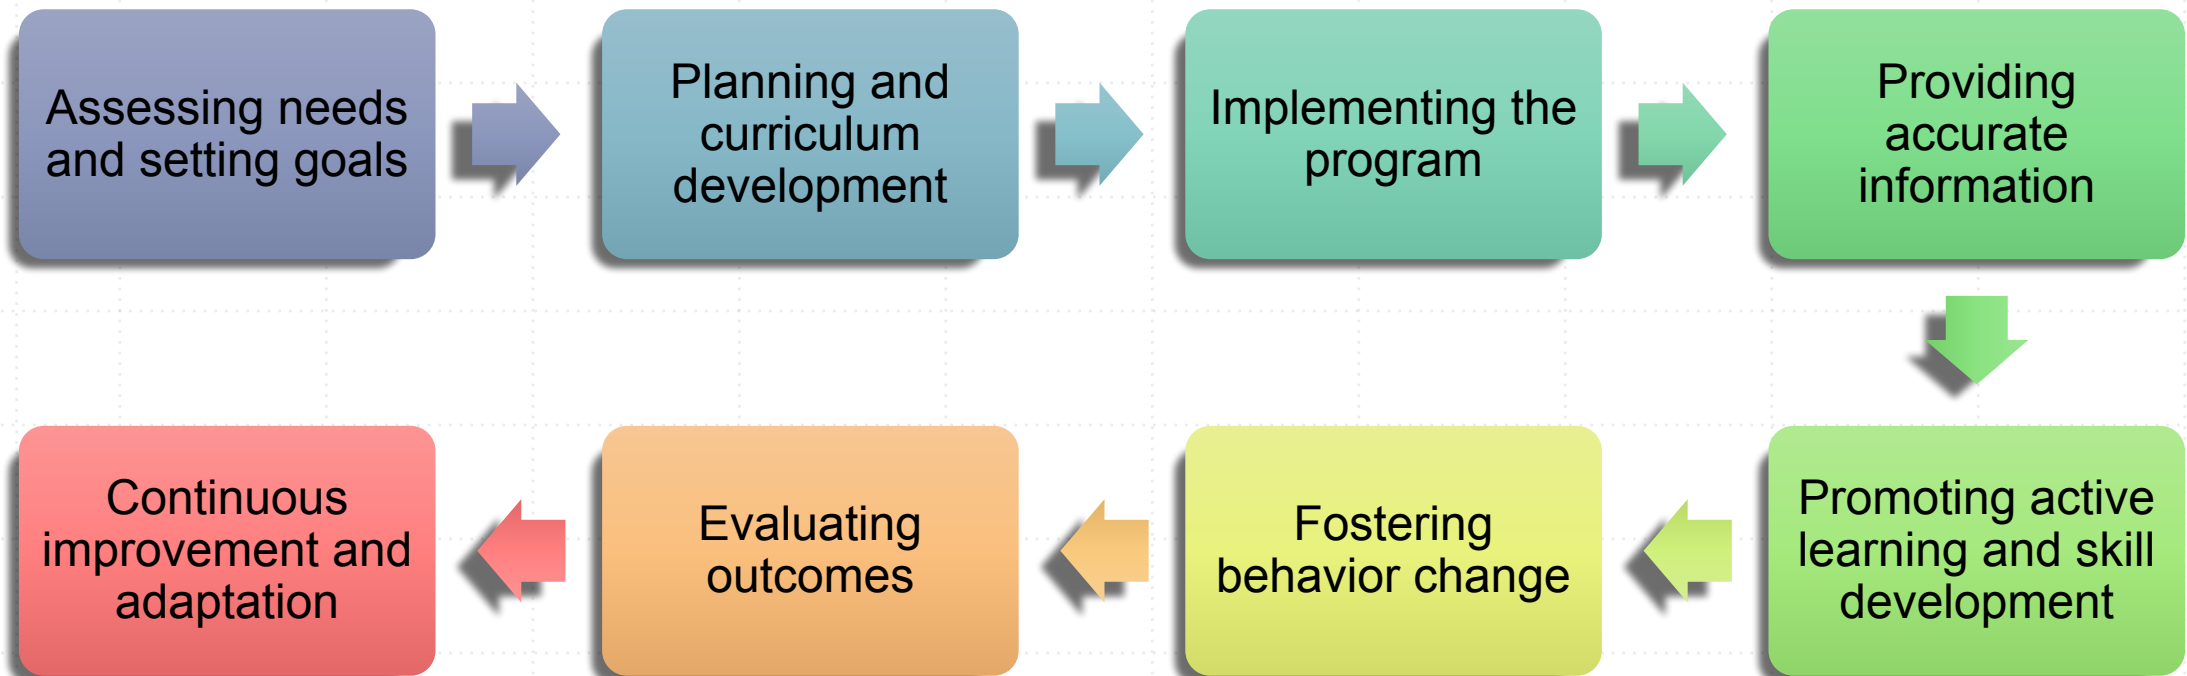 Assessing needs
and setting goals
Planning and
curriculum
development
Implementing the
program
Providing
accurate
information
Promoting active
learning and skill
development
Fostering
behavior change
Evaluating
outcomes
Continuous
improvement and
adaptation